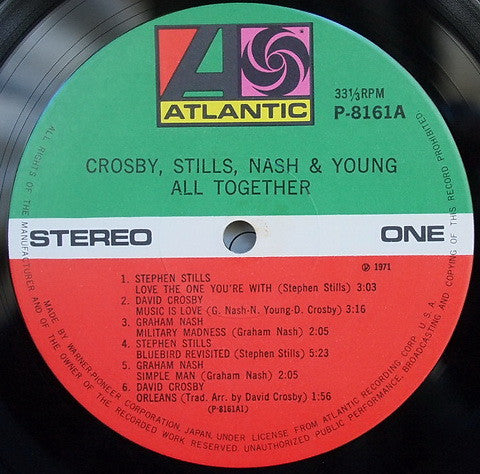 ATLANTIC
33⅓RPM
P-8161A
CROSBY, STILLS, NASH & YOUNG
ALL TOGETHER
STEREO
ONE
℗ 1971
1. STEPHEN STILLS
LOVE THE ONE YOU'RE WITH (Stephen Stills) 3:03
2. DAVID CROSBY
MUSIC IS LOVE (G. Nash-N. Young-D. Crosby) 3:16
3. GRAHAM NASH
MILITARY MADNESS (Graham Nash) 2:05
4. STEPHEN STILLS
BLUEBIRD REVISITED (Stephen Stills) 5:23
5. GRAHAM NASH
SIMPLE MAN (Graham Nash) 2:05
6. DAVID CROSBY
ORLEANS (Trad. Arr. by David Crosby) 1:56
(P-8161A1)
MADE BY WARNER-PIONEER CORPORATION, JAPAN, UNDER LICENSE FROM ATLANTIC RECORDING CORP. U.S.A.
ALL RIGHTS OF THE MANUFACTURER AND OF THE OWNER OF THE RECORDED WORK RESERVED. UNAUTHORIZED PUBLIC PERFORMANCE, BROADCASTING AND COPYING OF THIS RECORD PROHIBITED.